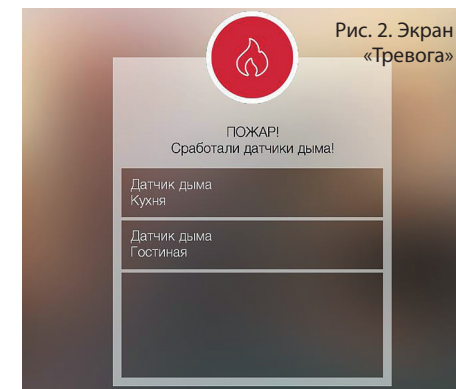 Рис. 2. Экран
«Тревога»
ПОЖАР!
Сработали датчики дыма!
Датчик дыма
Кухня
Датчик дыма
Гостиная